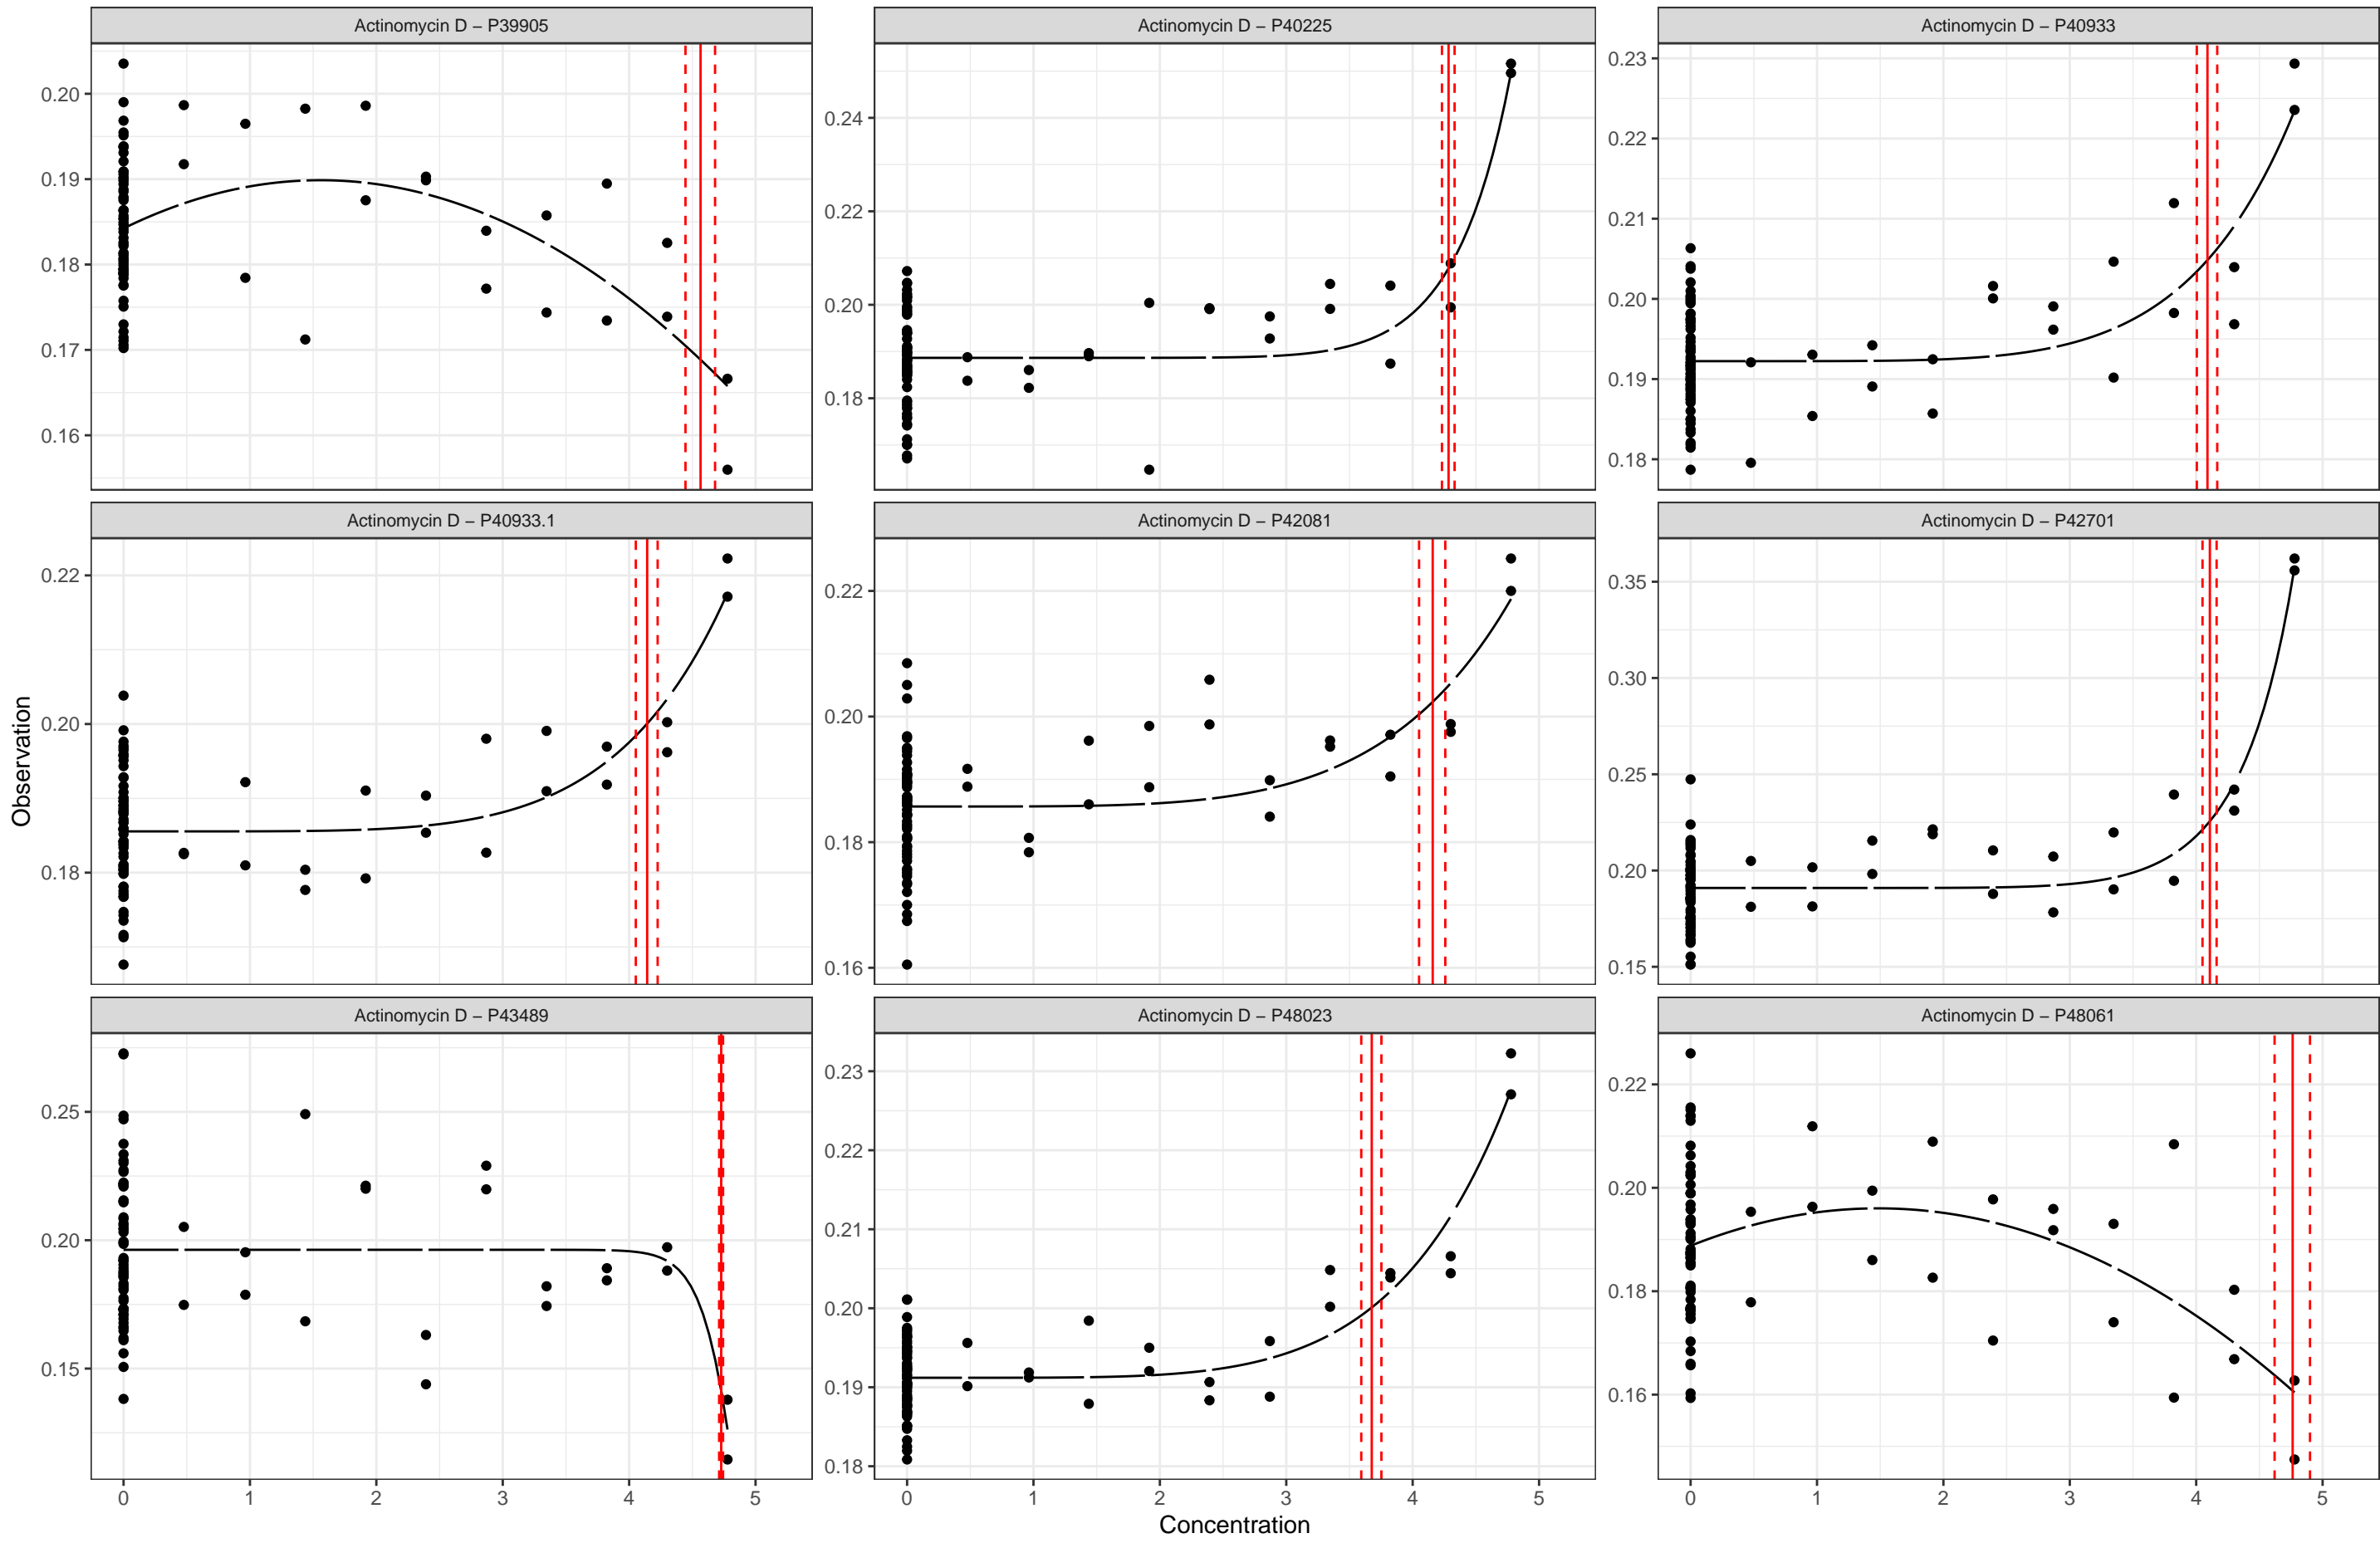 Actinomycin D – P39905
Actinomycin D – P40225
Actinomycin D – P40933
0.20
0.19
0.18
0.17
0.16
0.24
0.22
0.20
0.18
0.23
0.22
0.21
0.20
0.19
0.18
Actinomycin D – P40933.1
Actinomycin D – P42081
Actinomycin D – P42701
0.22
0.20
0.18
0.22
0.20
0.18
0.16
0.35
0.30
0.25
0.20
0.15
Observation
Actinomycin D – P43489
Actinomycin D – P48023
Actinomycin D – P48061
0.25
0.20
0.15
0.23
0.22
0.21
0.20
0.19
0.18
0.22
0.20
0.18
0.16
0 1 2 3 4 5
0 1 2 3 4 5
0 1 2 3 4 5
Concentration